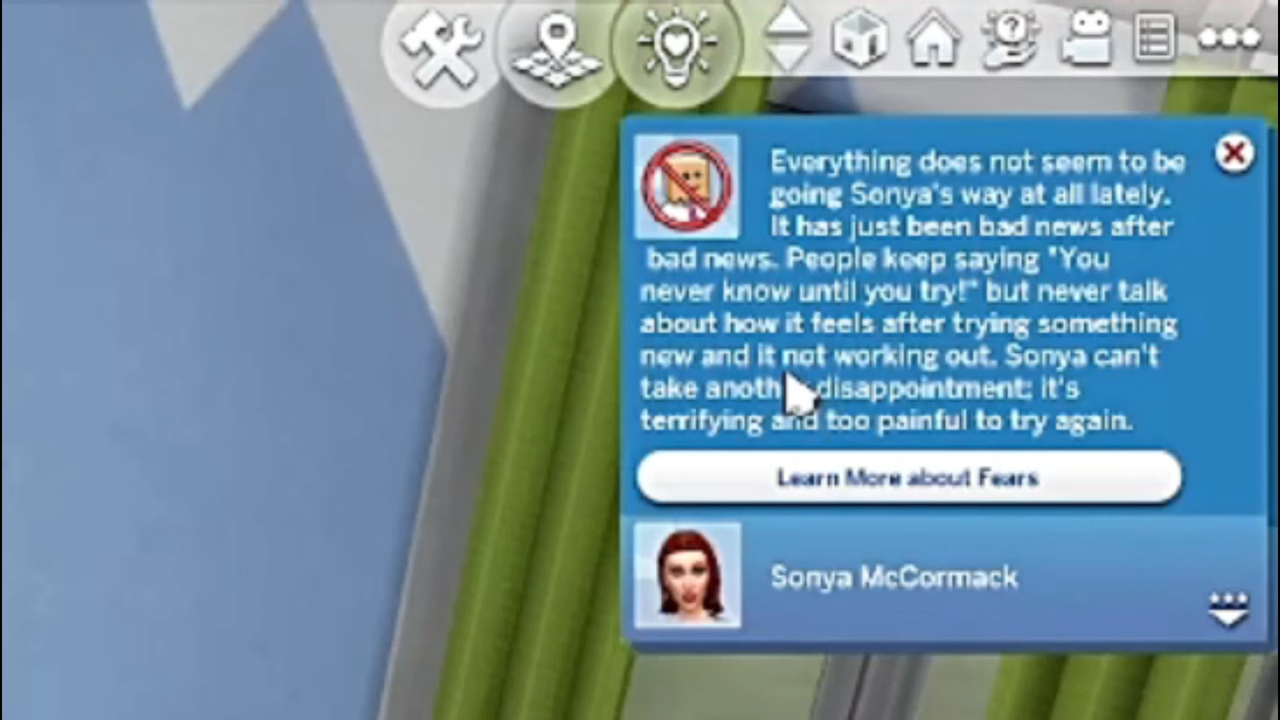 Everything does not seem to be
going Sonya's way at all lately.
It has just been bad news after
bad news. People keep saying "You
never know until you try!" but never talk
about how it feels after trying something
new and it not working out. Sonya can't
take another disappointment; it's
terrifying and too painful to try again.
Learn More about Fears
Sonya McCormack